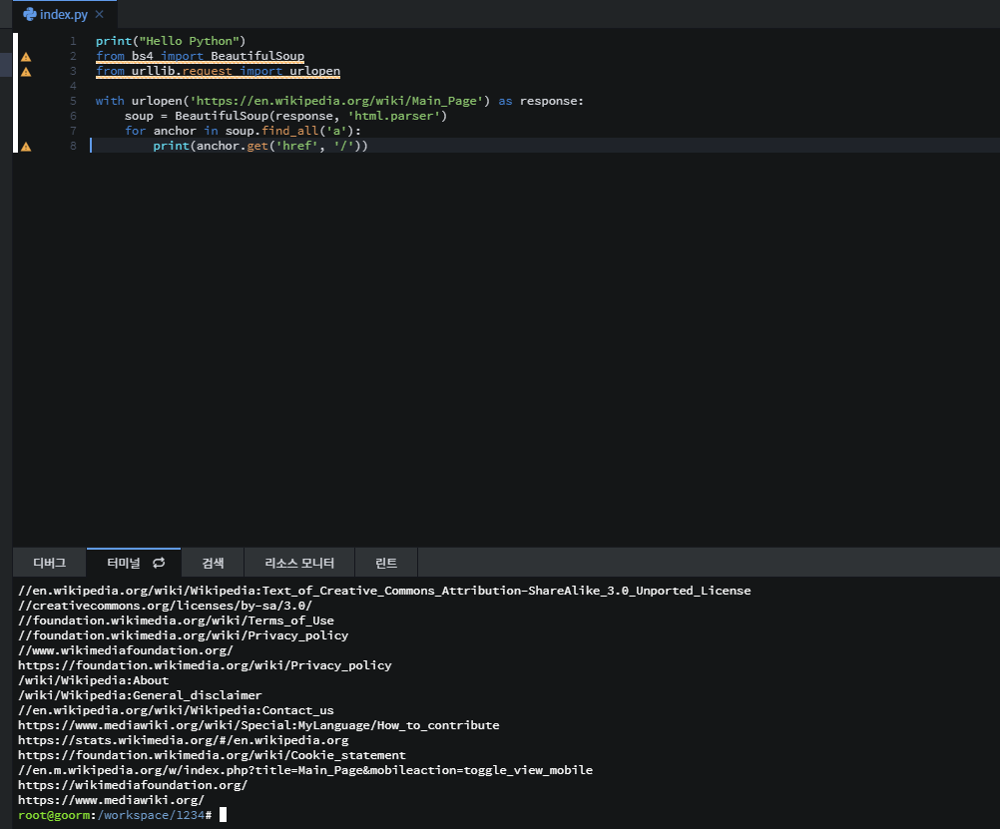 index.py ×
1 print("Hello Python")
2 from bs4 import BeautifulSoup
3 from urllib.request import urlopen
4
5 with urlopen('https://en.wikipedia.org/wiki/Main_Page') as response:
6     soup = BeautifulSoup(response, 'html.parser')
7     for anchor in soup.find_all('a'):
8         print(anchor.get('href', '/'))
디버그 터미널 검색 리소스 모니터 린트
//en.wikipedia.org/wiki/Wikipedia:Text_of_Creative_Commons_Attribution-ShareAlike_3.0_Unported_License
//creativecommons.org/licenses/by-sa/3.0/
//foundation.wikimedia.org/wiki/Terms_of_Use
//foundation.wikimedia.org/wiki/Privacy_policy
//www.wikimediafoundation.org/
https://foundation.wikimedia.org/wiki/Privacy_policy
/wiki/Wikipedia:About
/wiki/Wikipedia:General_disclaimer
//en.wikipedia.org/wiki/Wikipedia:Contact_us
https://www.mediawiki.org/wiki/Special:MyLanguage/How_to_contribute
https://stats.wikimedia.org/#/en.wikipedia.org
https://foundation.wikimedia.org/wiki/Cookie_statement
//en.m.wikipedia.org/w/index.php?title=Main_Page&mobileaction=toggle_view_mobile
https://wikimediafoundation.org/
https://www.mediawiki.org/
root@goorm:/workspace/1234#